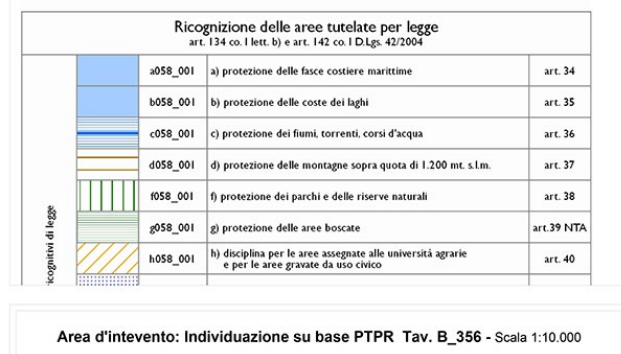 Ricognizione delle aree tutelate per legge
art. 134 co. I lett. b) e art. 142 co. I D.Lgs. 42/2004
a058_001 a) protezione delle fasce costiere marittime art. 34
b058_001 b) protezione delle coste dei laghi art. 35
c058_001 c) protezione dei fiumi, torrenti, corsi d'acqua art. 36
d058_001 d) protezione delle montagne sopra quota di 1.200 mt. s.l.m. art. 37
f058_001 f) protezione dei parchi e delle riserve naturali art. 38
g058_001 g) protezione delle aree boscate art.39 NTA
h058_001 h) disciplina per le aree assegnate alle università agrarie
e per le aree gravate da uso civico art. 40
ricognitivi di legge
Area d'intevento: Individuazione su base PTPR Tav. B_356 - Scala 1:10.000